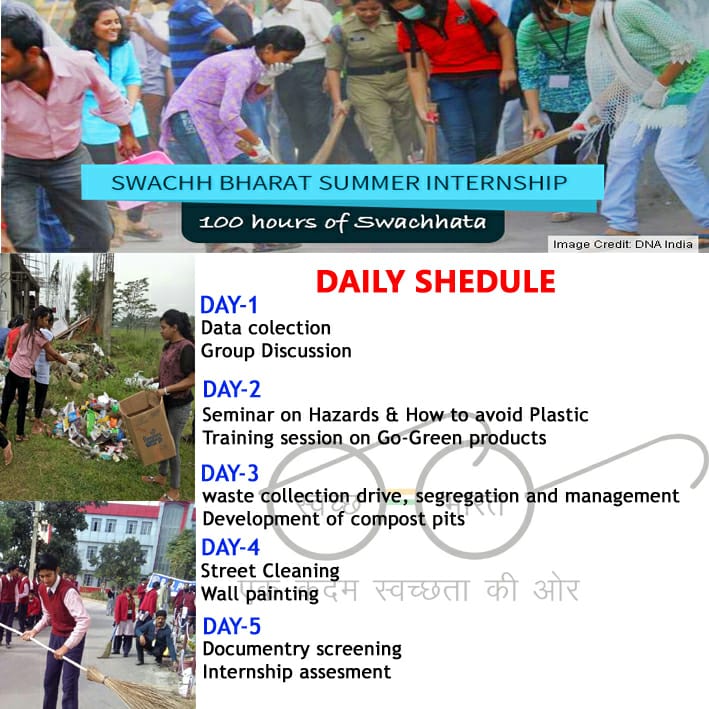 SWACHH BHARAT SUMMER INTERNSHIP
100 hours of Swachhata
Image Credit: DNA India
DAILY SHEDULE
DAY-1
Data colection
Group Discussion
DAY-2
Seminar on Hazards & How to avoid Plastic
Training session on Go-Green products
DAY-3
waste collection drive, segregation and management
स्वच्छ भारत
Development of compost pits
DAY-4
Street Cleaning
एक कदम स्वच्छता की ओर
Wall painting
DAY-5
Documentry screening
Internship assesment